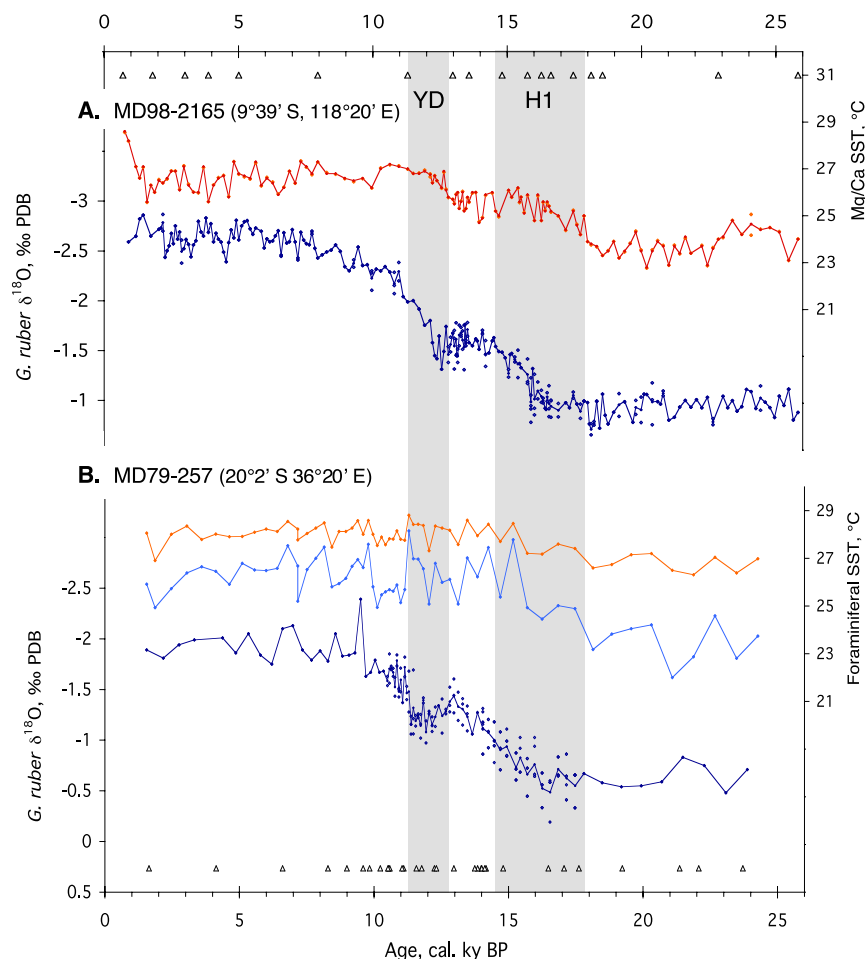 0 5 10 15 20 25
YD H1
A. MD98-2165 (9°39' S, 118°20' E)
-3
-2.5
-2
-1.5
-1
G. ruber δ18O, ‰ PDB
31
29
27
25
23
21
Mg/Ca SST, °C
B. MD79-257 (20°2' S 36°20' E)
-2.5
-2
-1.5
-1
-0.5
0
0.5
G. ruber δ18O, ‰ PDB
29
27
25
23
21
Foraminiferal SST, °C
0 5 10 15 20 25
Age, cal. ky BP